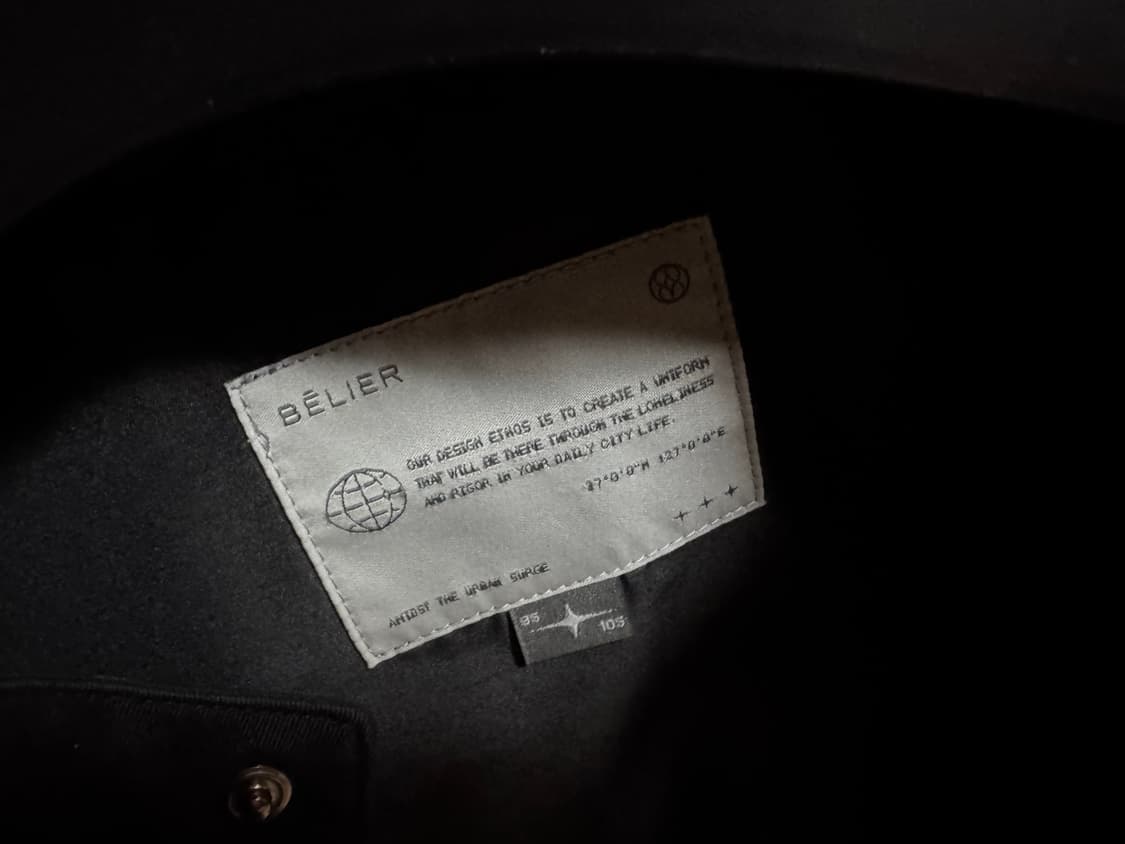 BĒLIER
OUR DESIGN ETHOS IS TO CREATE A UNIFORM
THAT WILL BE THERE THROUGH THE LONELINESS
AND RIGOR IN YOUR DAILY CITY LIFE.
37°0'0"N 127°0'0"E
AMIDST THE URBAN SURGE
95 105